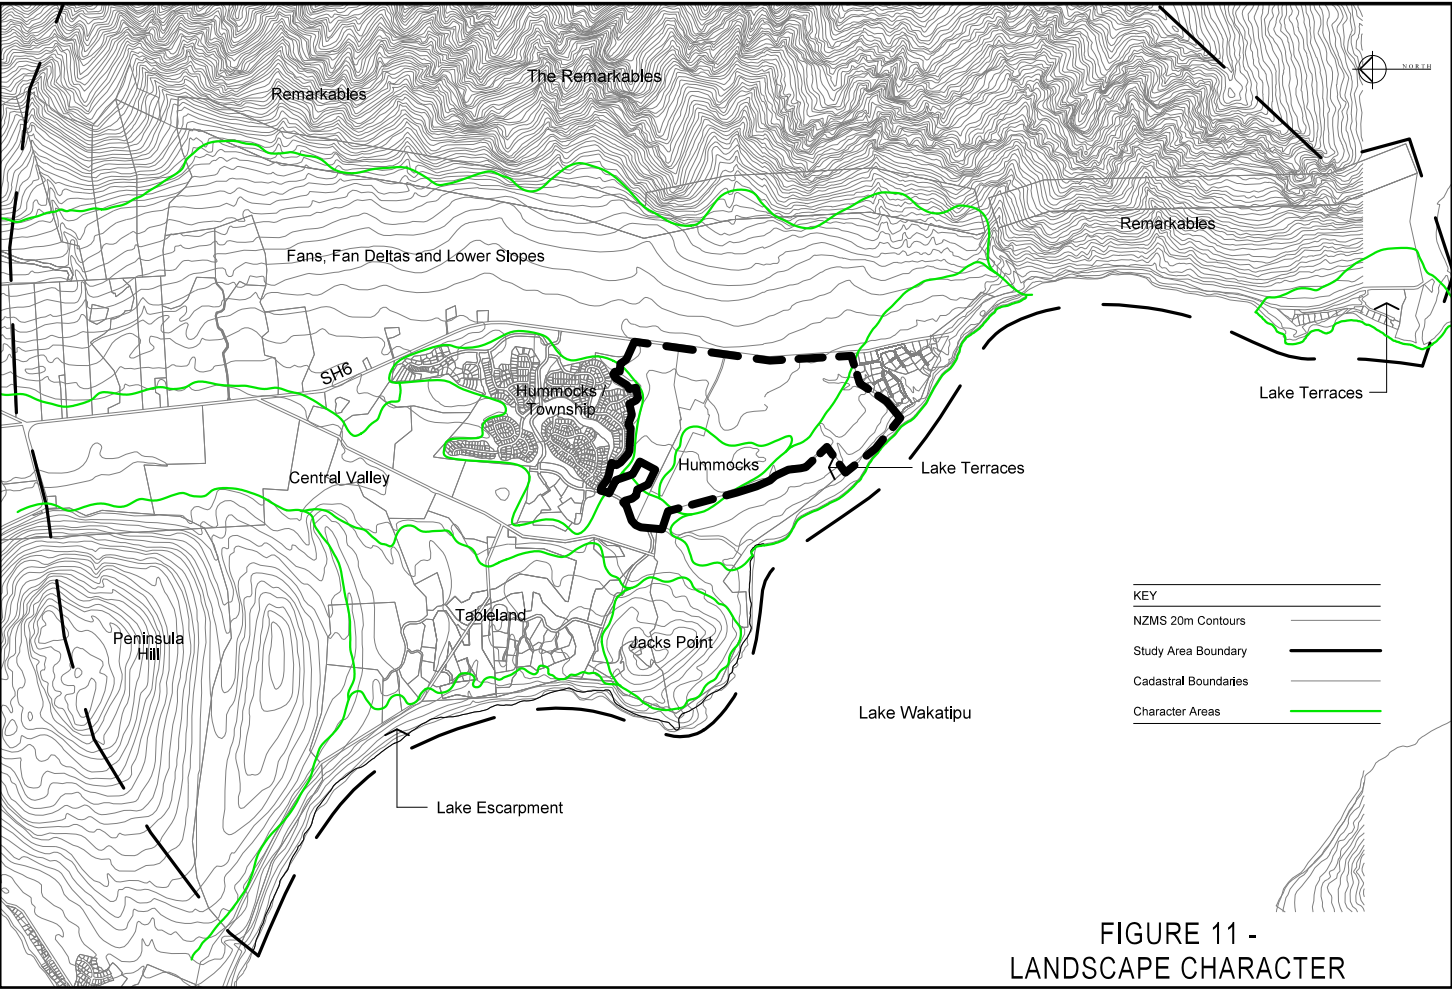 The Remarkables
Remarkables
NORTH
Remarkables
Fans, Fan Deltas and Lower Slopes
SH6
Hummocks /
Township
Lake Terraces
Hummocks
Lake Terraces
Central Valley
KEY
NZMS 20m Contours
Study Area Boundary
Cadastral Boundaries
Character Areas
Tableland
Peninsula
Hill
Jacks Point
Lake Wakatipu
Lake Escarpment
FIGURE 11 -
LANDSCAPE CHARACTER